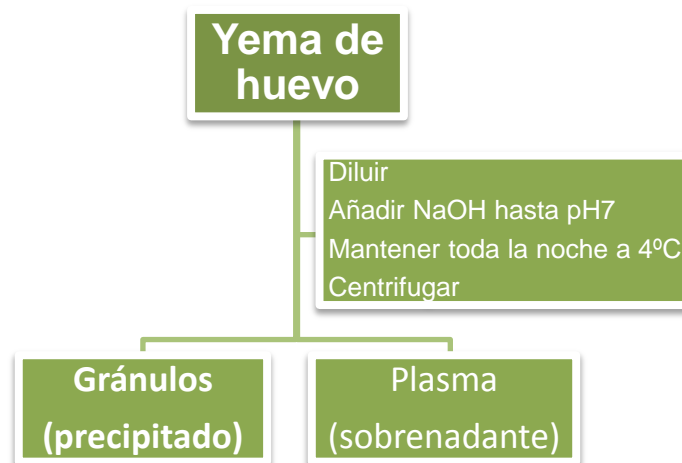 Yema de
huevo
Diluir
Añadir NaOH hasta pH7
Mantener toda la noche a 4ºC
Centrifugar
Gránulos
(precipitado)
Plasma
(sobrenadante)